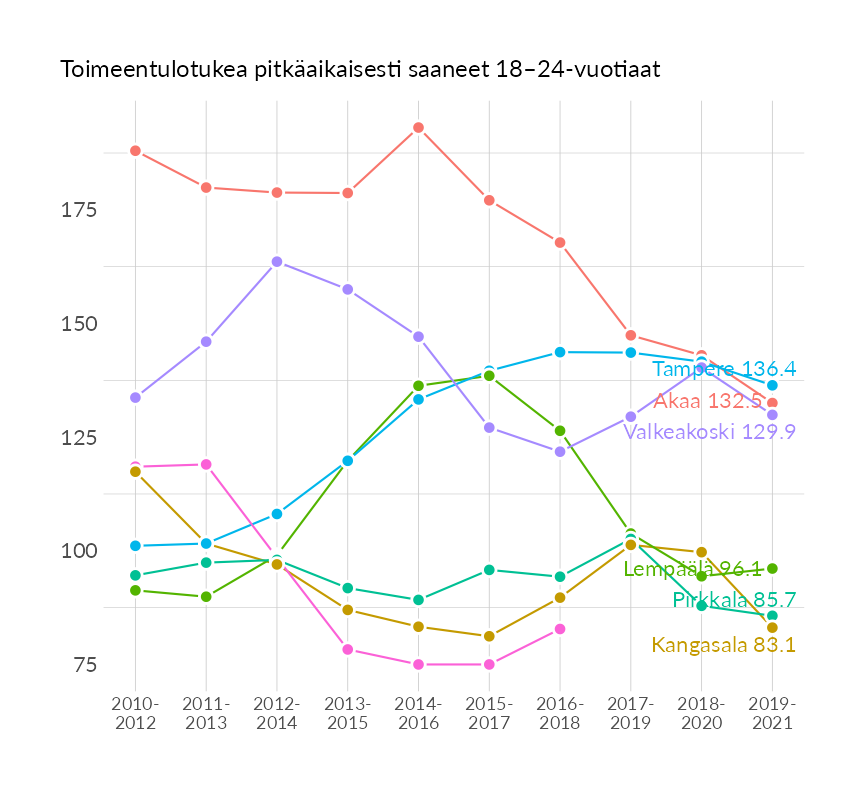 Toimeentulotukea pitkäaikaisesti saaneet 18–24-vuotiaat
175
150
125
100
75
Tampere 136.4
Akaa 132.5
Valkeakoski 129.9
Lempäälä 96.1
Pirkkala 85.7
Kangasala 83.1
2010- 2011- 2012- 2013- 2014- 2015- 2016- 2017- 2018- 2019-
2012 2013 2014 2015 2016 2017 2018 2019 2020 2021